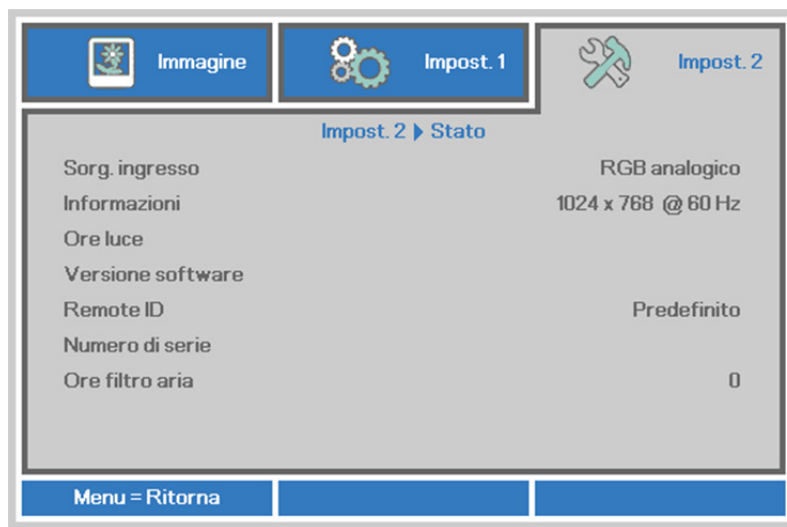 Immagine Impost. 1 Impost. 2
Impost. 2 ▶ Stato
Sorg. ingresso RGB analogico
Informazioni 1024 x 768 @ 60 Hz
Ore luce
Versione software
Remote ID Predefinito
Numero di serie
Ore filtro aria 0
Menu = Ritorna